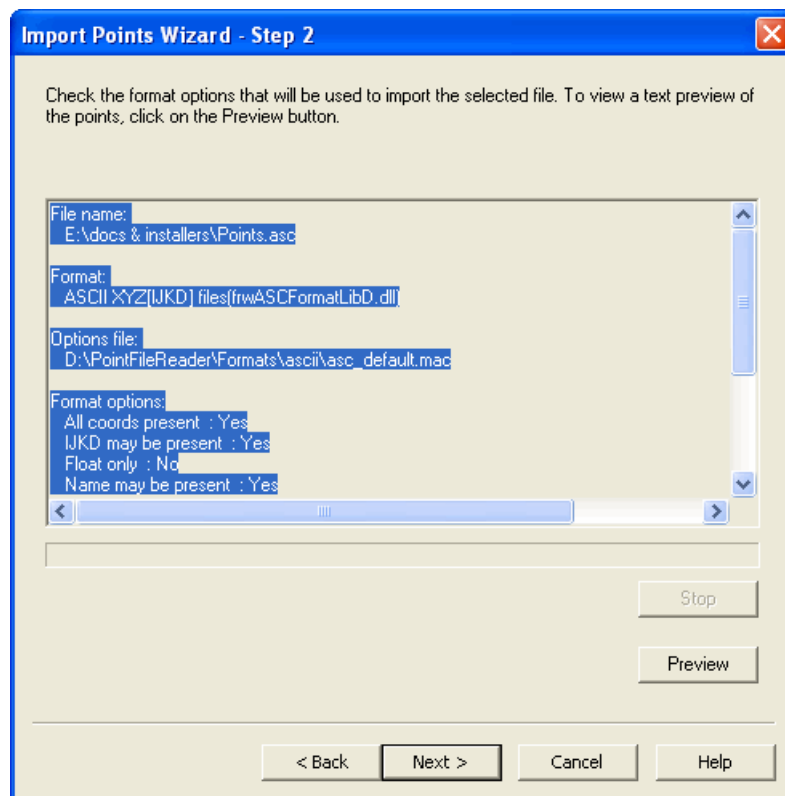 Import Points Wizard - Step 2
Check the format options that will be used to import the selected file. To view a text preview of
the points, click on the Preview button.
File name:
E:\docs & installers\Points.asc
Format:
ASCII XYZ[IJKD] files(frwASCFormatLibD.dll)
Options file:
D:\PointFileReader\Formats\ascii\asc_default.mac
Format options:
All coords present : Yes
IJKD may be present : Yes
Float only : No
Name may be present : Yes
Stop
Preview
< Back
Next >
Cancel
Help